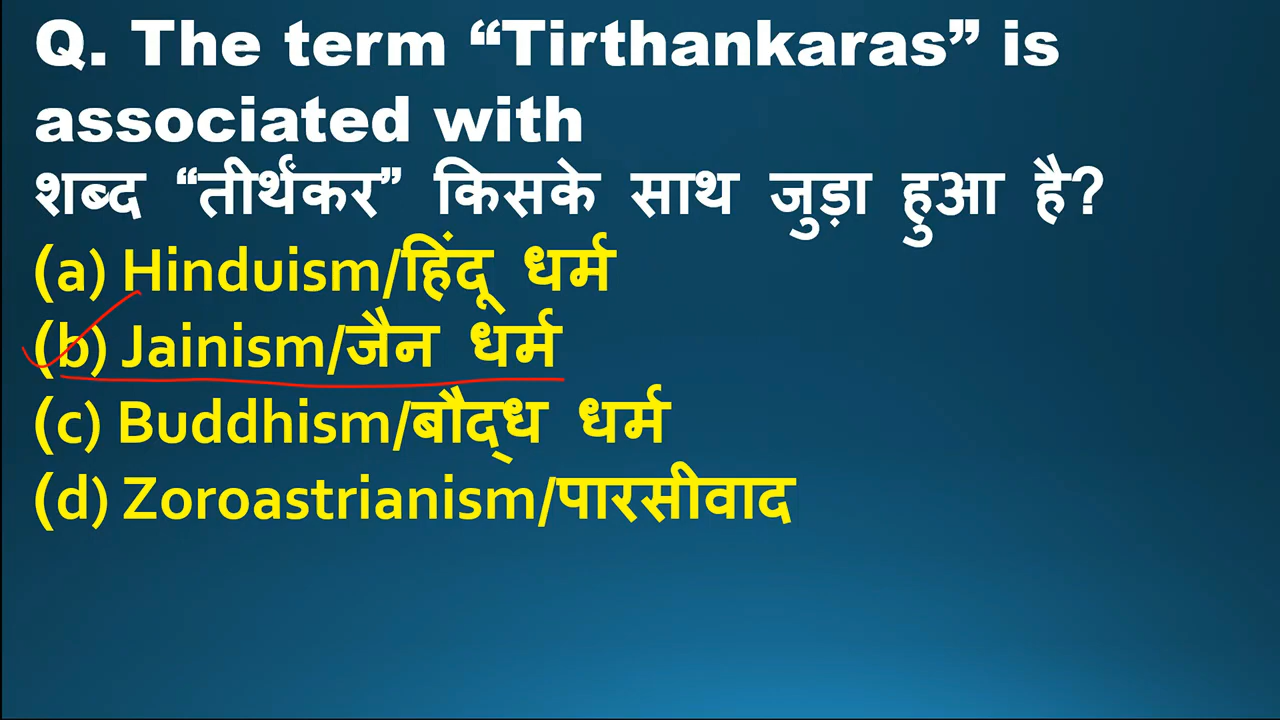 Q. The term “Tirthankaras” is
associated with
शब्द “तीर्थंकर” किसके साथ जुड़ा हुआ है?
(a) Hinduism/हिंदू धर्म
(b) Jainism/जैन धर्म
(c) Buddhism/बौद्ध धर्म
(d) Zoroastrianism/पारसीवाद